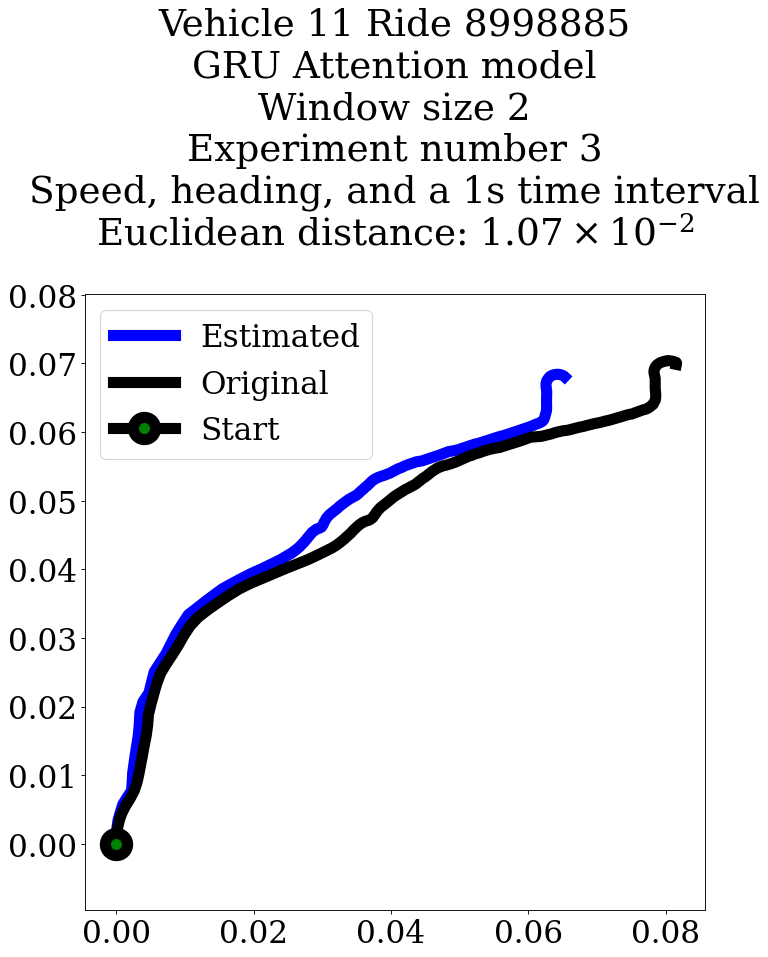 Vehicle 11 Ride 8998885
GRU Attention model
Window size 2
Experiment number 3
Speed, heading, and a 1s time interval
Euclidean distance: 1.07 × 10⁻²
0.08
0.07
0.06
0.05
0.04
0.03
0.02
0.01
0.00
Estimated
Original
Start
0.00 0.02 0.04 0.06 0.08